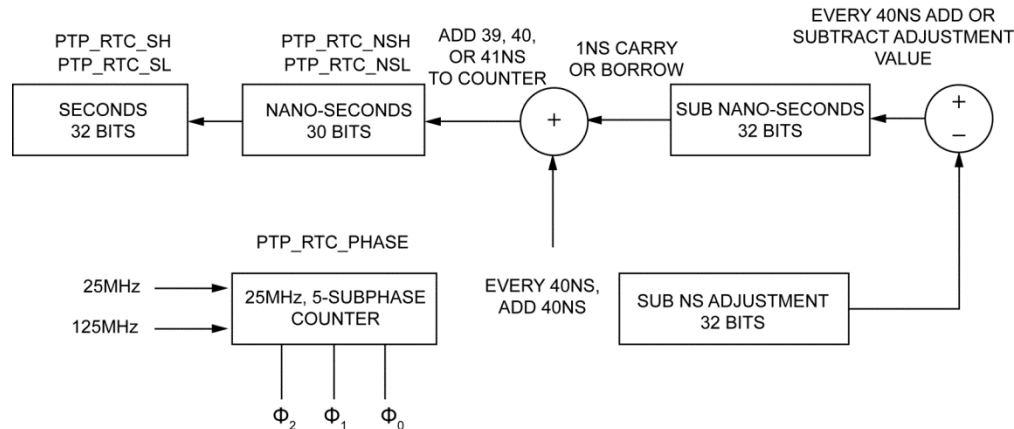 EVERY 40NS ADD OR
SUBTRACT ADJUSTMENT
VALUE
PTP_RTC_SH
PTP_RTC_SL
PTP_RTC_NSH
PTP_RTC_NSL
ADD 39, 40,
OR 41NS
TO COUNTER
1NS CARRY
OR BORROW
SECONDS
32 BITS
NANO-SECONDS
30 BITS
+
SUB NANO-SECONDS
32 BITS
+
–
PTP_RTC_PHASE
25MHz
125MHz
25MHz, 5-SUBPHASE
COUNTER
EVERY 40NS,
ADD 40NS
SUB NS ADJUSTMENT
32 BITS
Φ2 Φ1 Φ0